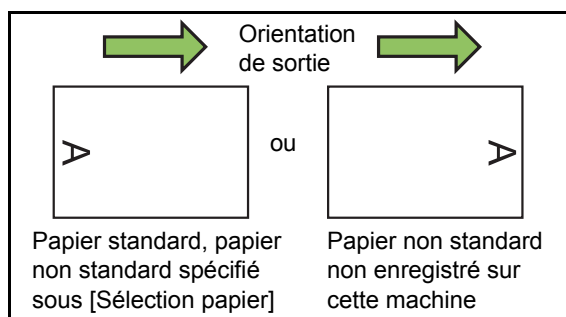 Orientation
de sortie
A
ou
A
Papier standard, papier
non standard spécifié
sous [Sélection papier]
Papier non standard
non enregistré sur
cette machine